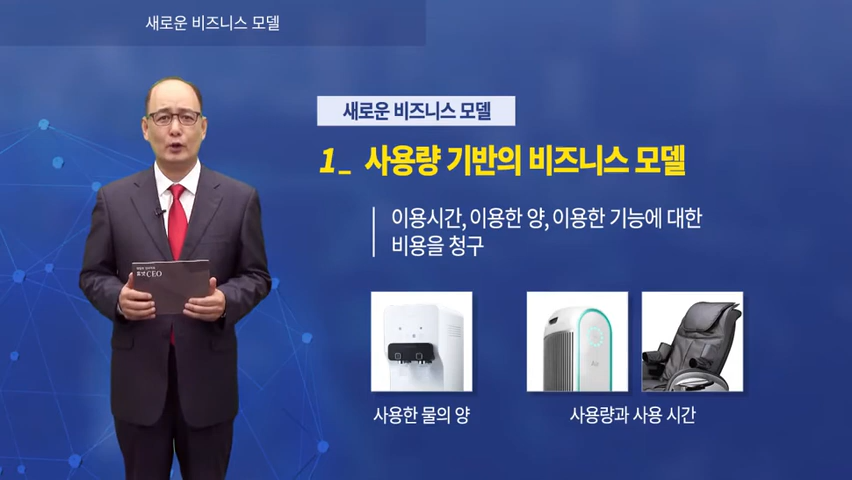 새로운 비즈니스 모델
새로운 비즈니스 모델
1_ 사용량 기반의 비즈니스 모델
이용시간, 이용한 양, 이용한 기능에 대한
비용을 청구
사용한 물의 양
사용량과 사용 시간
CEO